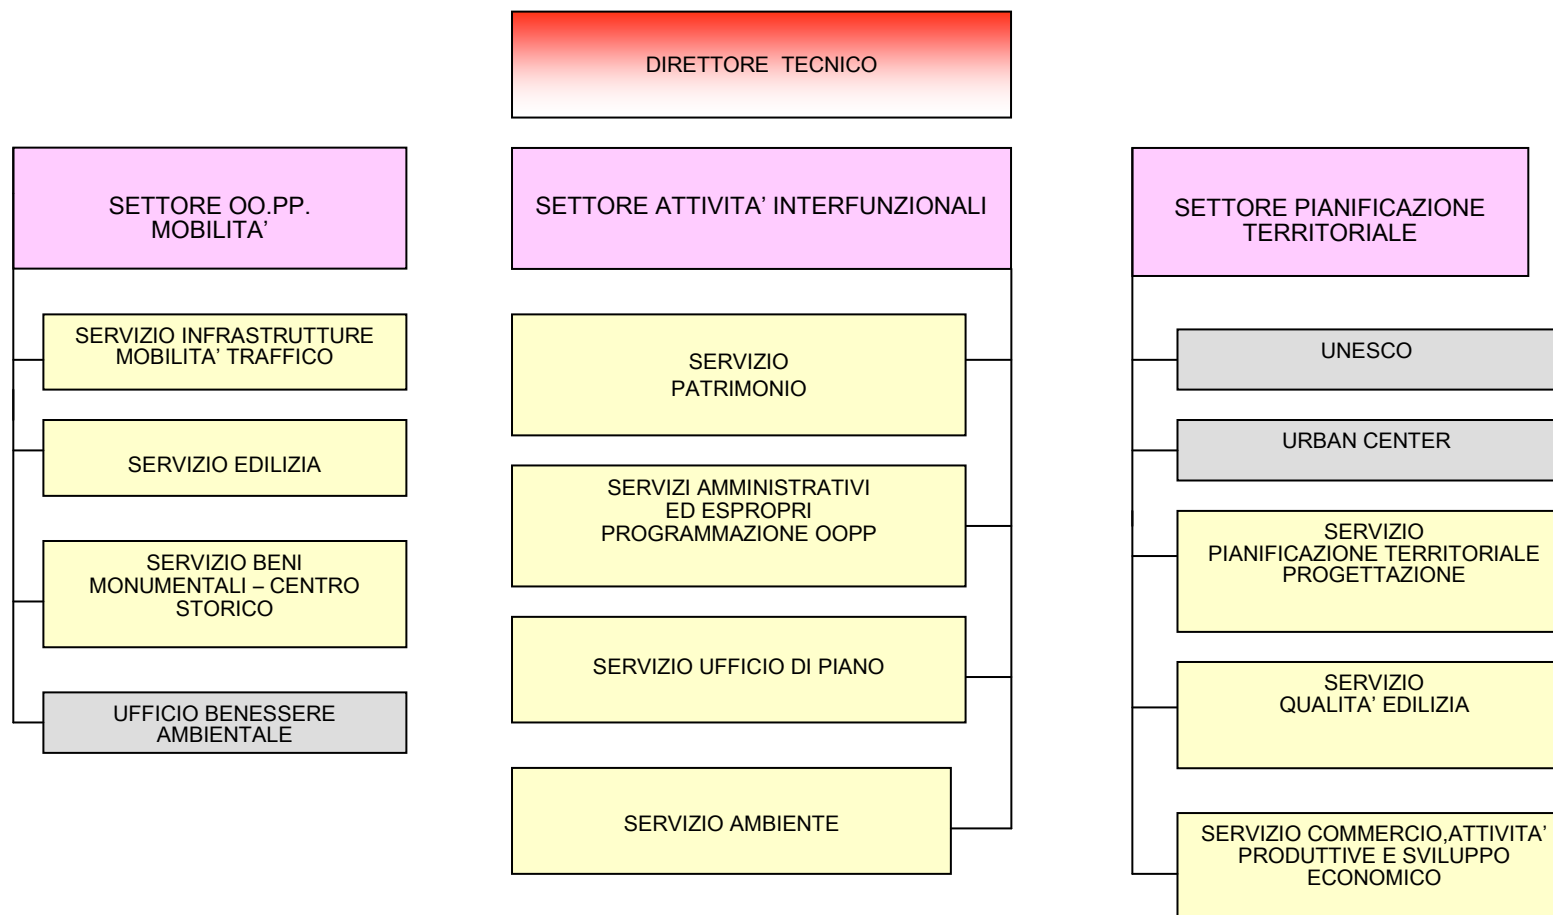 DIRETTORE TECNICO
SETTORE OO.PP.
MOBILITA’
SERVIZIO INFRASTRUTTURE
MOBILITA’ TRAFFICO
SERVIZIO EDILIZIA
SERVIZIO BENI
MONUMENTALI – CENTRO
STORICO
UFFICIO BENESSERE
AMBIENTALE
SETTORE ATTIVITA’ INTERFUNZIONALI
SERVIZIO
PATRIMONIO
SERVIZI AMMINISTRATIVI
ED ESPROPRI
PROGRAMMAZIONE OOPP
SERVIZIO UFFICIO DI PIANO
SERVIZIO AMBIENTE
SETTORE PIANIFICAZIONE
TERRITORIALE
UNESCO
URBAN CENTER
SERVIZIO
PIANIFICAZIONE TERRITORIALE
PROGETTAZIONE
SERVIZIO
QUALITA’ EDILIZIA
SERVIZIO COMMERCIO,ATTIVITA’
PRODUTTIVE E SVILUPPO
ECONOMICO